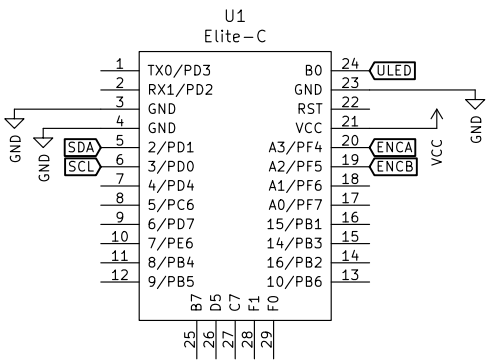 U1
Elite-C
1 TX0/PD3 B0 24 ULED
2 RX1/PD2 GND 23
3 GND RST 22
4 GND VCC 21
SDA 5 2/PD1 A3/PF4 20 ENCA
SCL 6 3/PD0 A2/PF5 19 ENCB
7 4/PD4 A1/PF6 18
8 5/PC6 A0/PF7 17
9 6/PD7 15/PB1 16
10 7/PE6 14/PB3 15
11 8/PB4 16/PB2 14
12 9/PB5 10/PB6 13
GND
GND
VCC
GND
B7
D5
C7
F1
F0
25
26
27
28
29